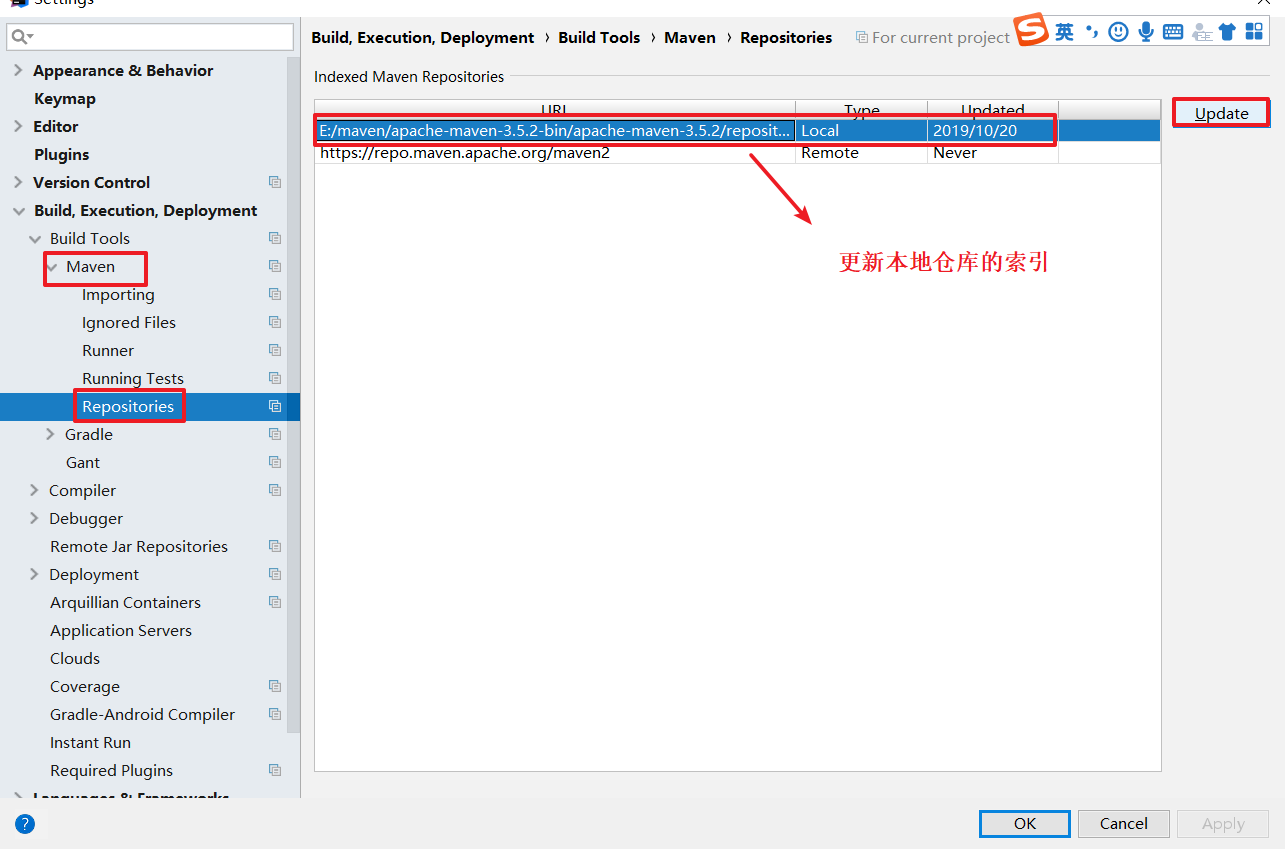 Settings
Build, Execution, Deployment › Build Tools › Maven › Repositories For current project 英
Appearance & Behavior
Keymap
Editor
Plugins
Version Control
Build, Execution, Deployment
Build Tools
Maven
Importing
Ignored Files
Runner
Running Tests
Repositories
Gradle
Gant
Compiler
Debugger
Remote Jar Repositories
Deployment
Arquillian Containers
Application Servers
Clouds
Coverage
Gradle-Android Compiler
Instant Run
Required Plugins
Languages & Frameworks
Indexed Maven Repositories
URL Type Updated
E:/maven/apache-maven-3.5.2-bin/apache-maven-3.5.2/reposit... Local 2019/10/20
https://repo.maven.apache.org/maven2 Remote Never
Update
更新本地仓库的索引
?
OK Cancel Apply